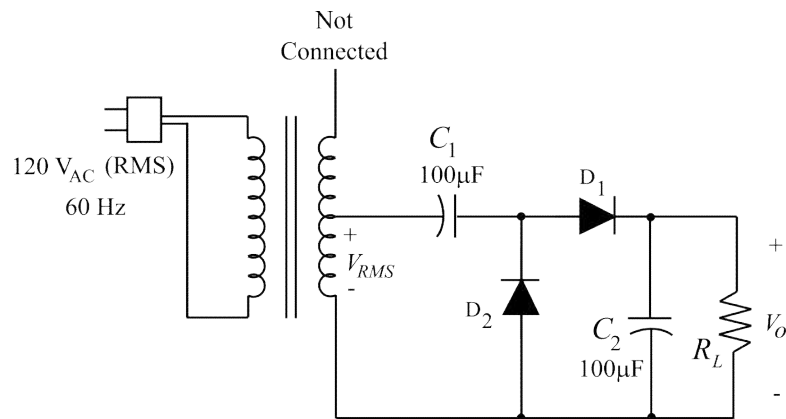 Not
Connected
120 V_AC (RMS)
60 Hz
+
V_RMS
-
C_1
100μF
D_1
D_2
C_2
100μF
R_L
+
V_O
-